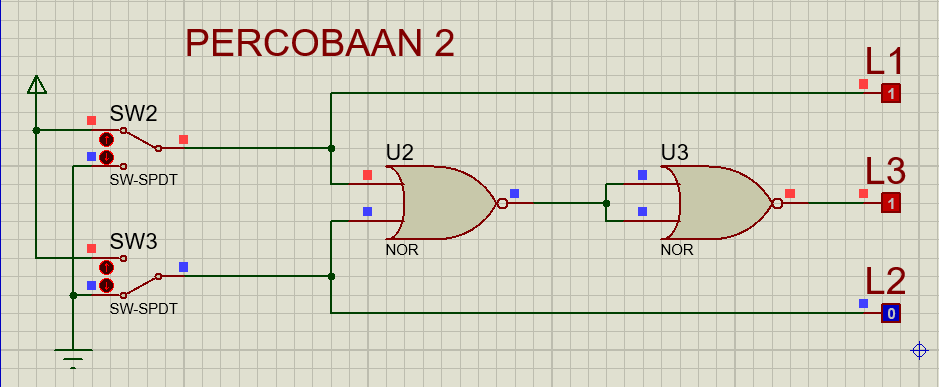 PERCOBAAN 2
L1
1
SW2
SW-SPDT
U2
NOR
U3
NOR
L3
1
SW3
SW-SPDT
L2
0